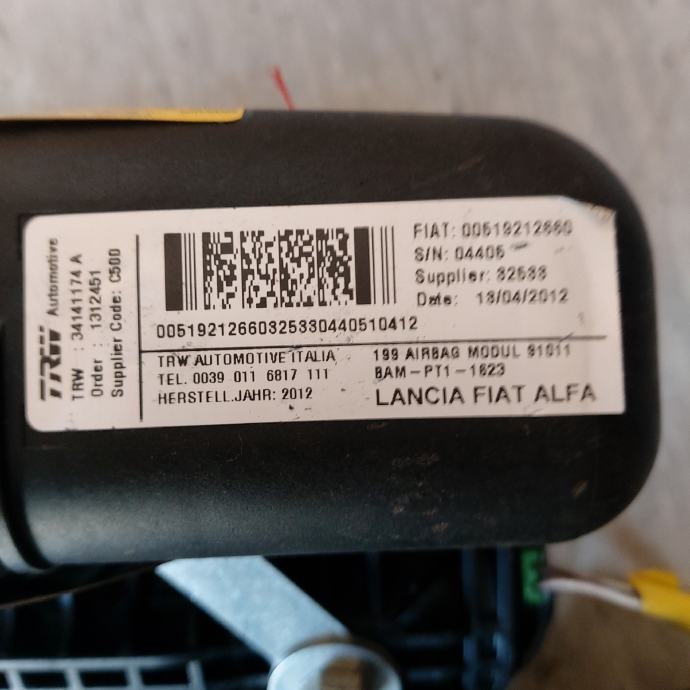 TRW Automotive
TRW : 34141174 A
Order : 1312451
Supplier Code: C500
FIAT: 00519212660
S/N: 04405
Supplier: 32533
Date: 18/04/2012
00519212660325330440510412
TRW AUTOMOTIVE ITALIA
TEL. 0039 011 6817 111
HERSTELL.JAHR: 2012
199 AIRBAG MODUL 91011
BAM-PT1-1823
LANCIA FIAT ALFA